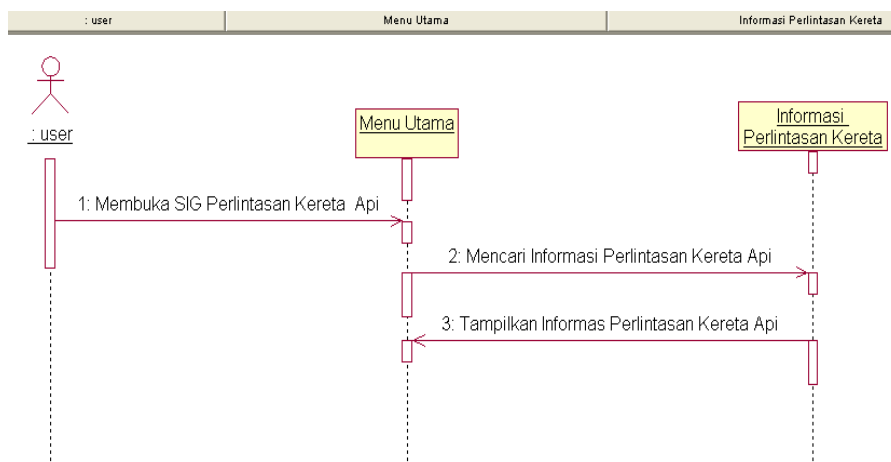 : user
Menu Utama
Informasi Perlintasan Kereta
: user
Menu Utama
Informasi
Perlintasan Kereta
1: Membuka SIG Perlintasan Kereta Api
2: Mencari Informasi Perlintasan Kereta Api
3: Tampilkan Informas Perlintasan Kereta Api